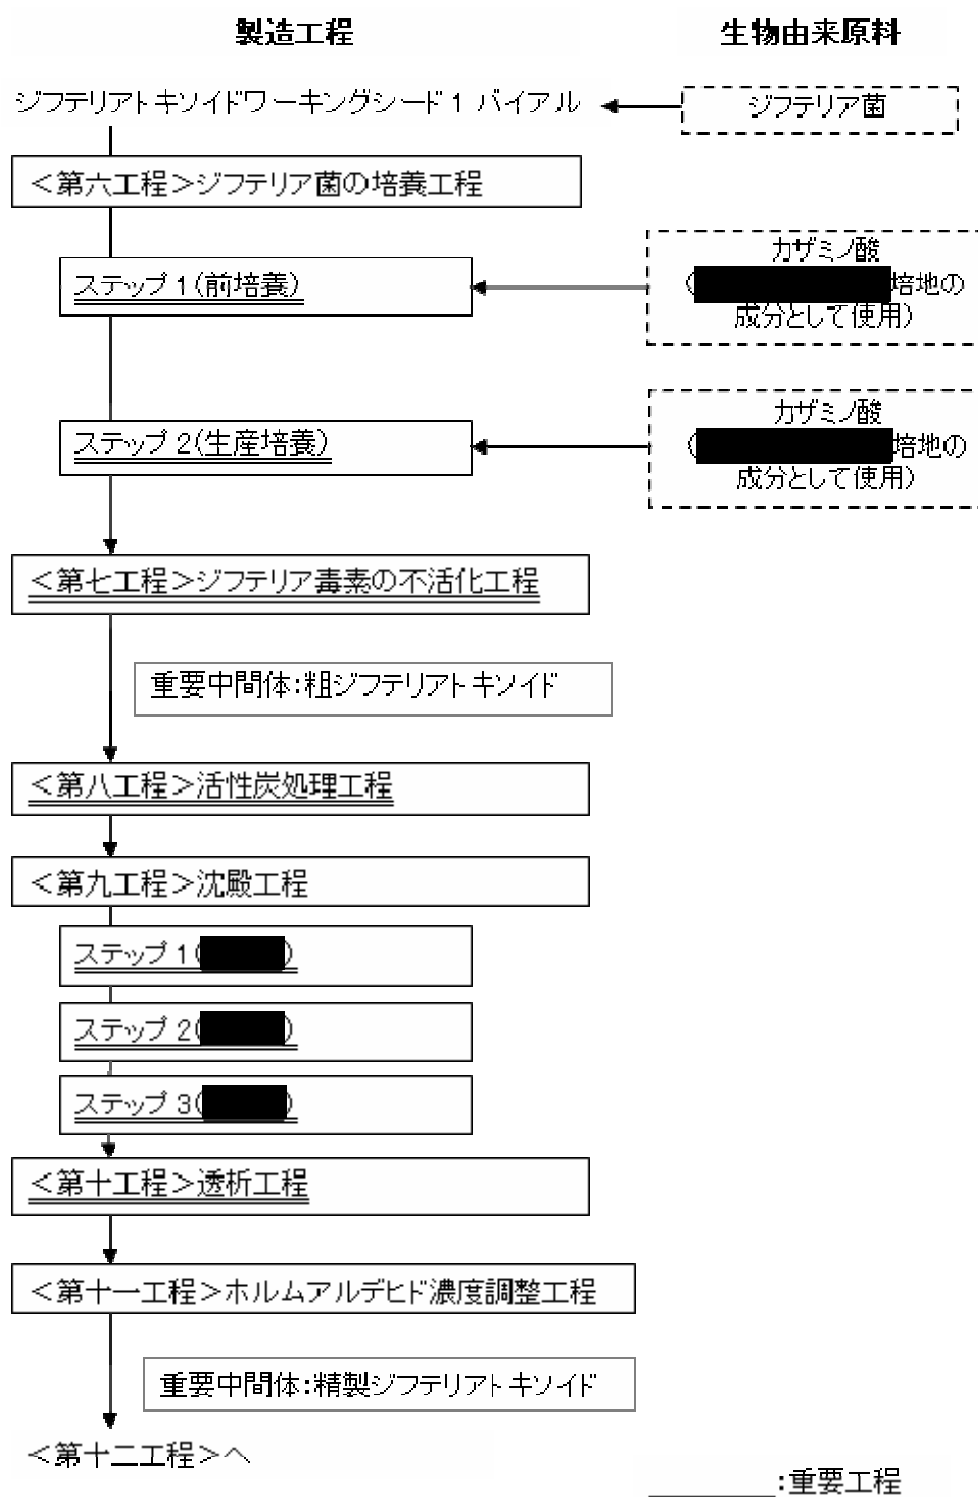 製造工程
生物由来原料
ジフテリアトキソイドワーキングシード 1 バイアル
ジフテリア菌
＜第六工程＞ジフテリア菌の培養工程
ステップ 1(前培養)
カザミノ酸
(培地の
成分として使用)
ステップ 2(生産培養)
カザミノ酸
(培地の
成分として使用)
＜第七工程＞ジフテリア毒素の不活化工程
重要中間体:粗ジフテリアトキソイド
＜第八工程＞活性炭処理工程
＜第九工程＞沈殿工程
ステップ 1()
ステップ 2()
ステップ 3()
＜第十工程＞透析工程
＜第十一工程＞ホルムアルデヒド濃度調整工程
重要中間体:精製ジフテリアトキソイド
＜第十二工程＞へ
:重要工程